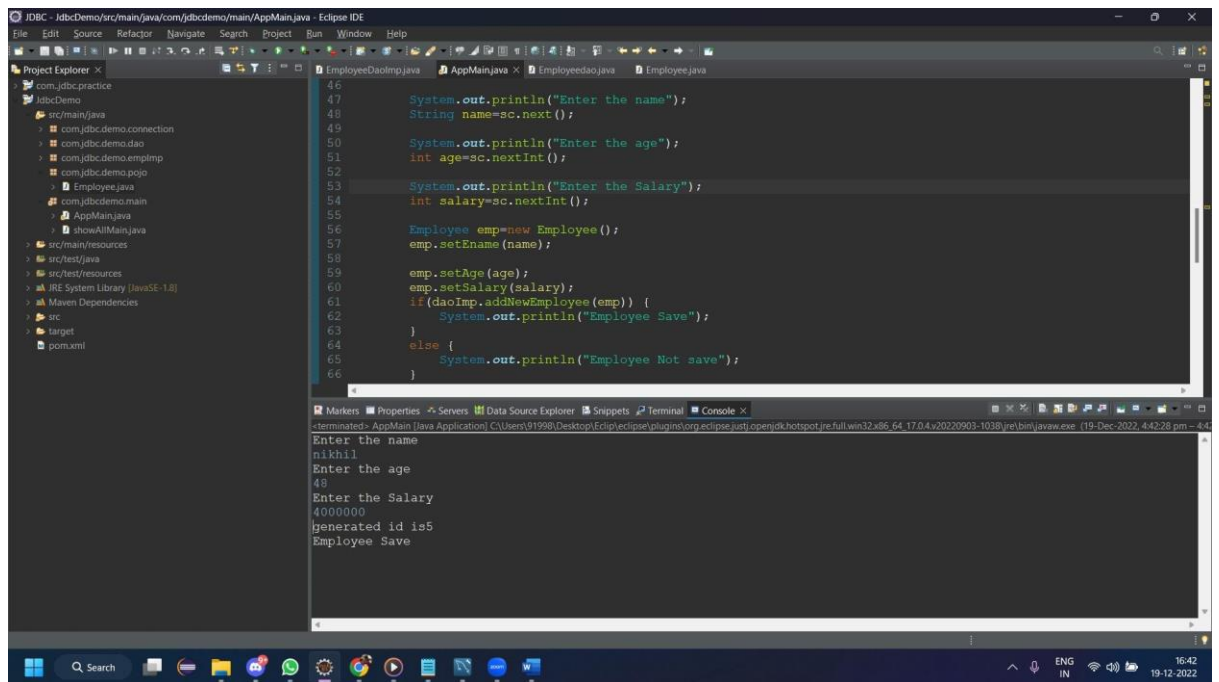 JDBC - JdbcDemo/src/main/java/com/jdbcdemo/main/AppMain.java - Eclipse IDE
File Edit Source Refactor Navigate Search Project Run Window Help
Project Explorer
com.jdbc.practice
JdbcDemo
src/main/java
com.jdbc.demo.connection
com.jdbc.demo.dao
com.jdbc.demo.empImp
com.jdbc.demo.pojo
Employee.java
com.jdbcdemo.main
AppMain.java
showAllMain.java
src/main/resources
src/test/java
src/test/resources
JRE System Library [JavaSE-1.8]
Maven Dependencies
src
target
pom.xml
EmployeeDaoImp.java AppMain.java Employeedao.java Employee.java
46
47 System.out.println("Enter the name");
48 String name=sc.next();
49
50 System.out.println("Enter the age");
51 int age=sc.nextInt();
52
53 System.out.println("Enter the Salary");
54 int salary=sc.nextInt();
55
56 Employee emp=new Employee();
57 emp.setEname(name);
58
59 emp.setAge(age);
60 emp.setSalary(salary);
61 if(daoImp.addNewEmployee(emp)) {
62 System.out.println("Employee Save");
63 }
64 else {
65 System.out.println("Employee Not save");
66 }
Markers Properties Servers Data Source Explorer Snippets Terminal Console
<terminated> AppMain [Java Application] C:\Users\91998\Desktop\Eclip\eclipse\plugins\org.eclipse.justj.openjdk.hotspot.jre.full.win32.x86_64_17.0.4.v20220903-1038\jre\bin\javaw.exe (19-Dec-2022, 4:42:28 pm – 4:42
Enter the name
nikhil
Enter the age
48
Enter the Salary
4000000
generated id is5
Employee Save
Search
ENG
IN
16:42
19-12-2022